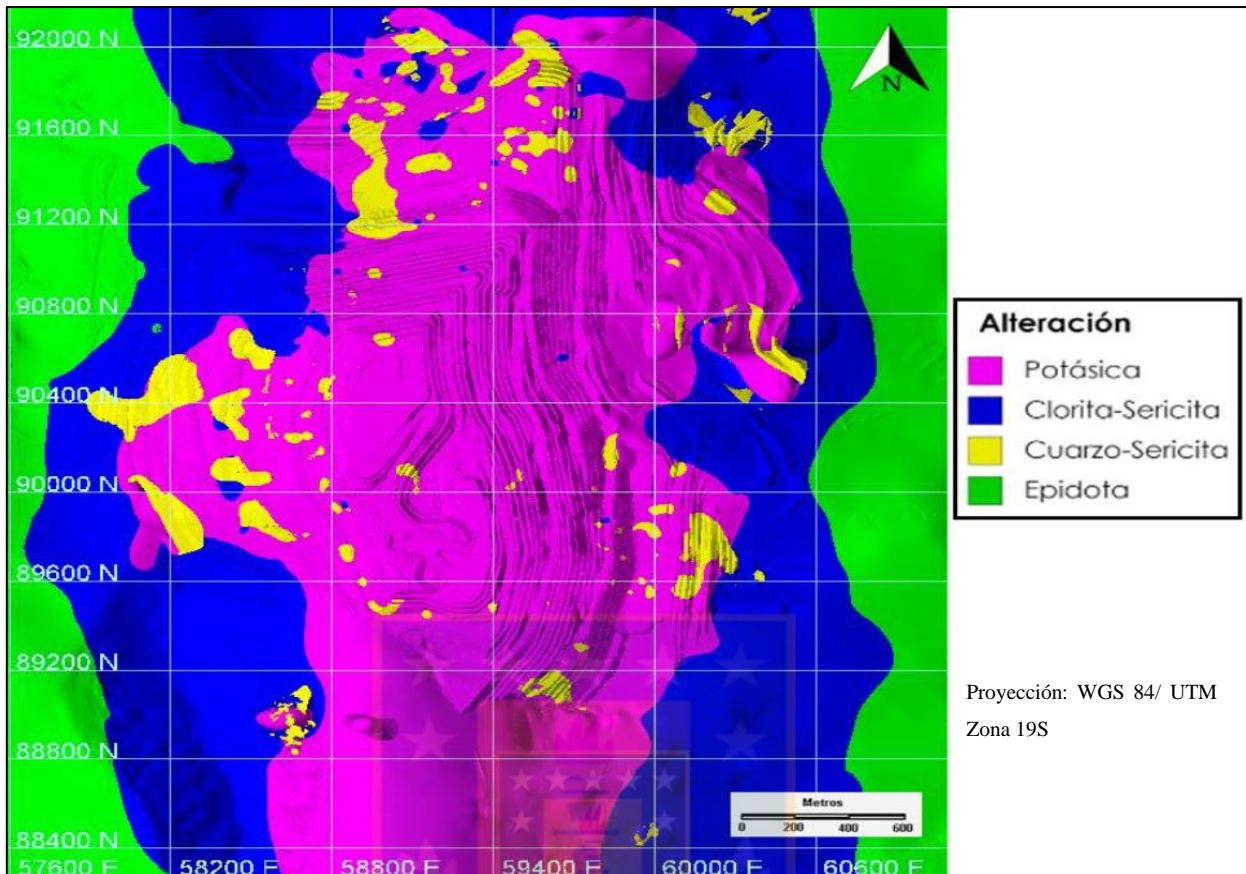 92000 N
91600 N
91200 N
90800 N
90400 N
90000 N
89600 N
89200 N
88800 N
88400 N
57600 E
58200 E
58800 E
59400 E
60000 E
60600 E
N
Metros
0 200 400 600
Alteración
Potásica
Clorita-Sericita
Cuarzo-Sericita
Epidota
Proyección: WGS 84/ UTM
Zona 19S